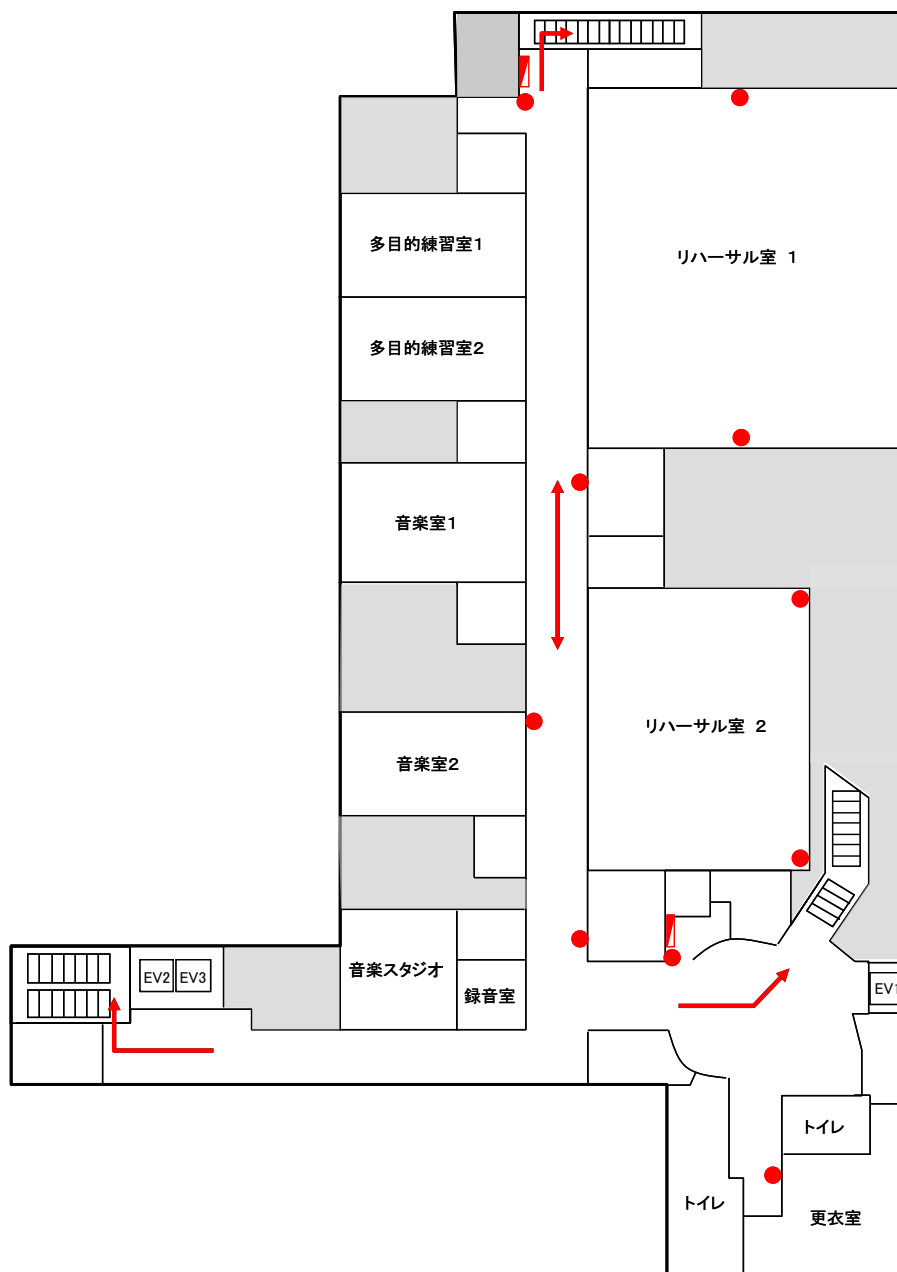 多目的練習室1
リハーサル室 1
多目的練習室2
音楽室1
リハーサル室 2
音楽室2
音楽スタジオ
EV2
EV3
録音室
EV1
トイレ
トイレ
更衣室